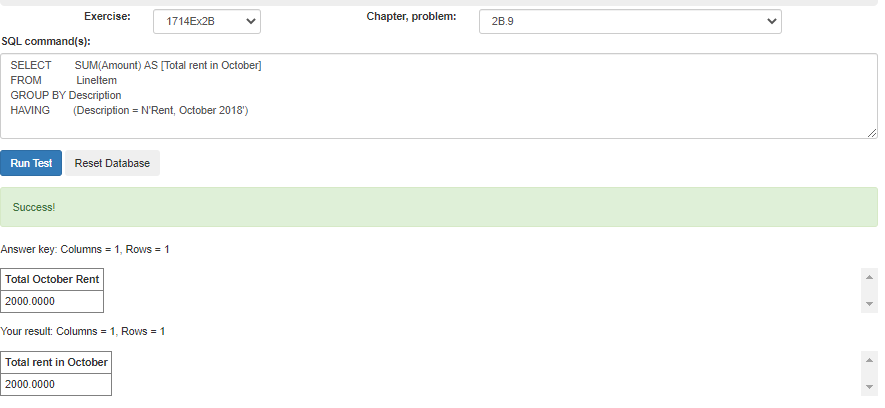 Exercise: 1714Ex2B Chapter, problem: 2B.9
SQL command(s):
SELECT SUM(Amount) AS [Total rent in October]
FROM LineItem
GROUP BY Description
HAVING (Description = N'Rent, October 2018')
Run Test Reset Database
Success!
Answer key: Columns = 1, Rows = 1
Total October Rent
2000.0000
Your result: Columns = 1, Rows = 1
Total rent in October
2000.0000